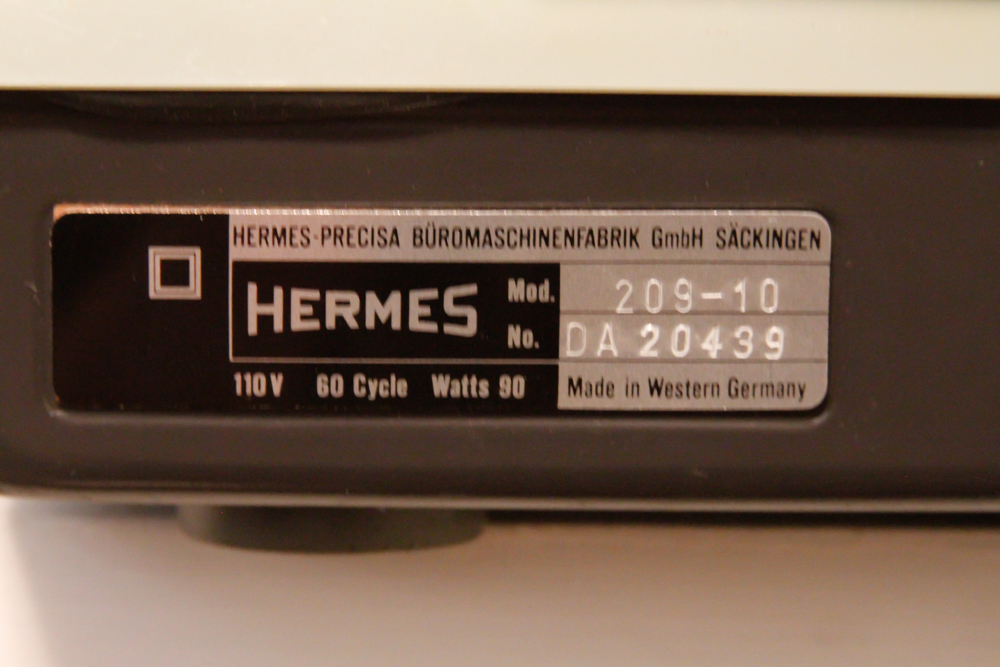 HERMES-PRECISA BÜROMASCHINENFABRIK GmbH SÄCKINGEN
HERMES
Mod. 209-10
No. DA 20439
110 V 60 Cycle Watts 90
Made in Western Germany